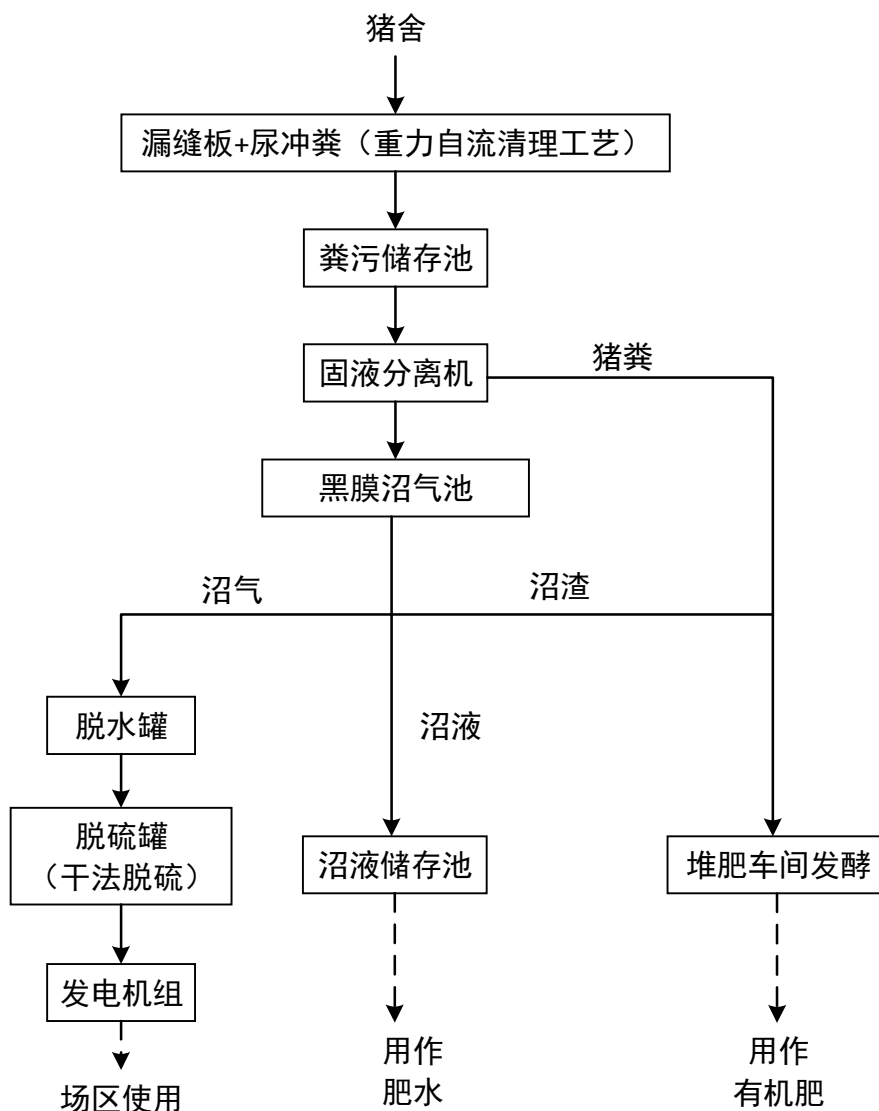 猪舍
漏缝板+尿冲粪（重力自流清理工艺）
粪污储存池
固液分离机
猪粪
黑膜沼气池
沼气
沼渣
脱水罐
沼液
脱硫罐
（干法脱硫）
沼液储存池
堆肥车间发酵
发电机组
场区使用
用作
肥水
用作
有机肥